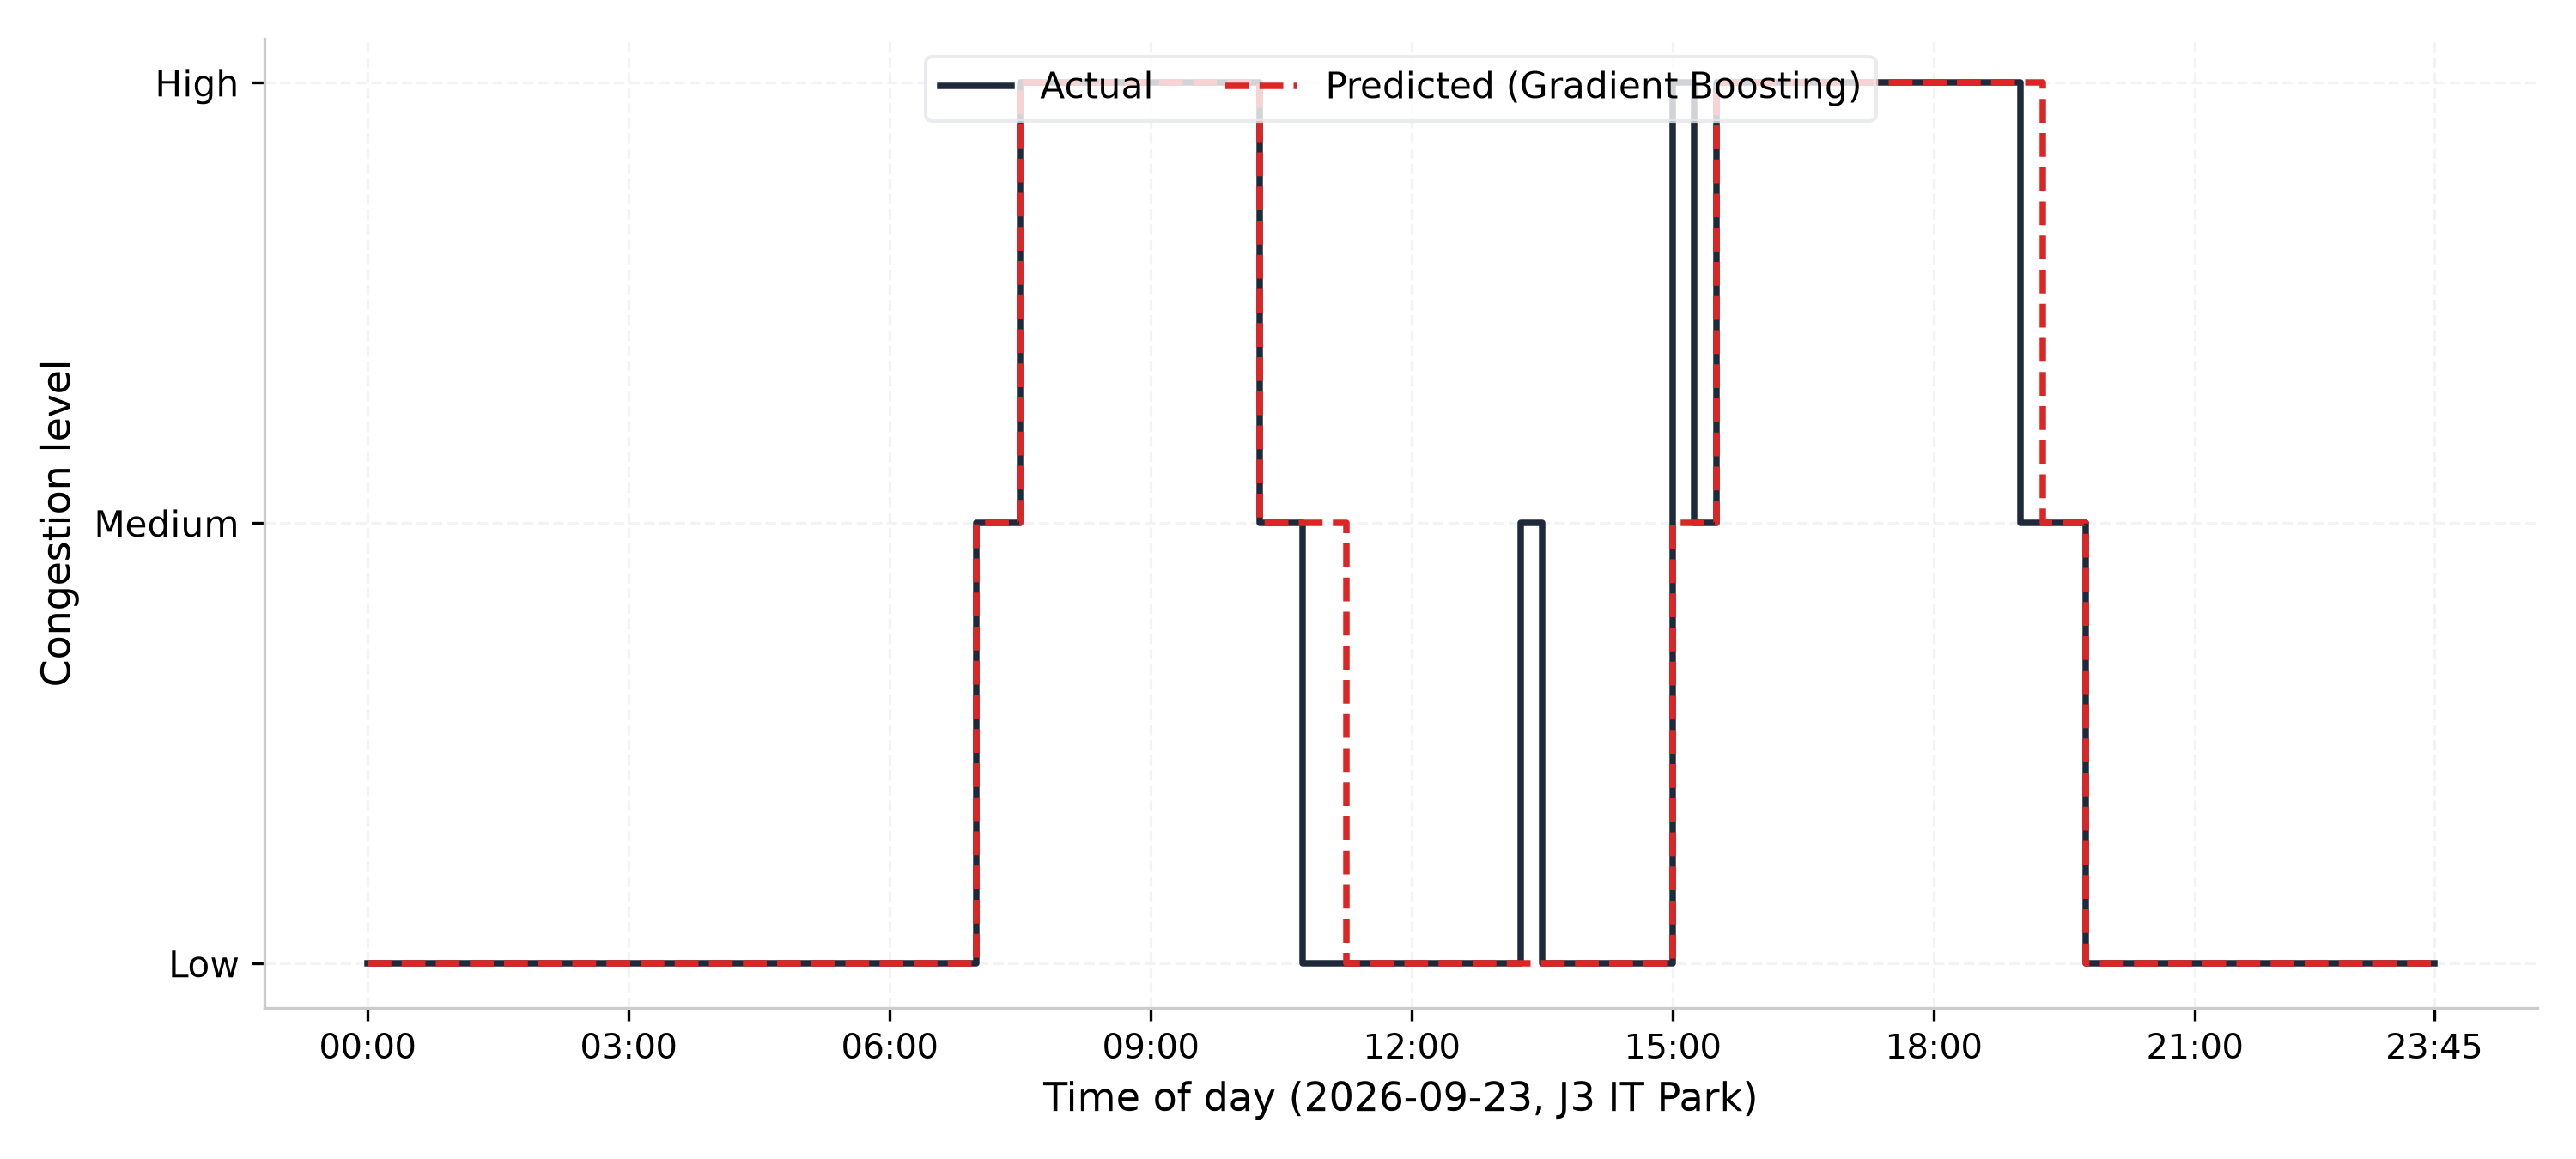 Actual
Predicted (Gradient Boosting)
High
Medium
Low
Congestion level
00:00 03:00 06:00 09:00 12:00 15:00 18:00 21:00 23:45
Time of day (2026-09-23, J3 IT Park)